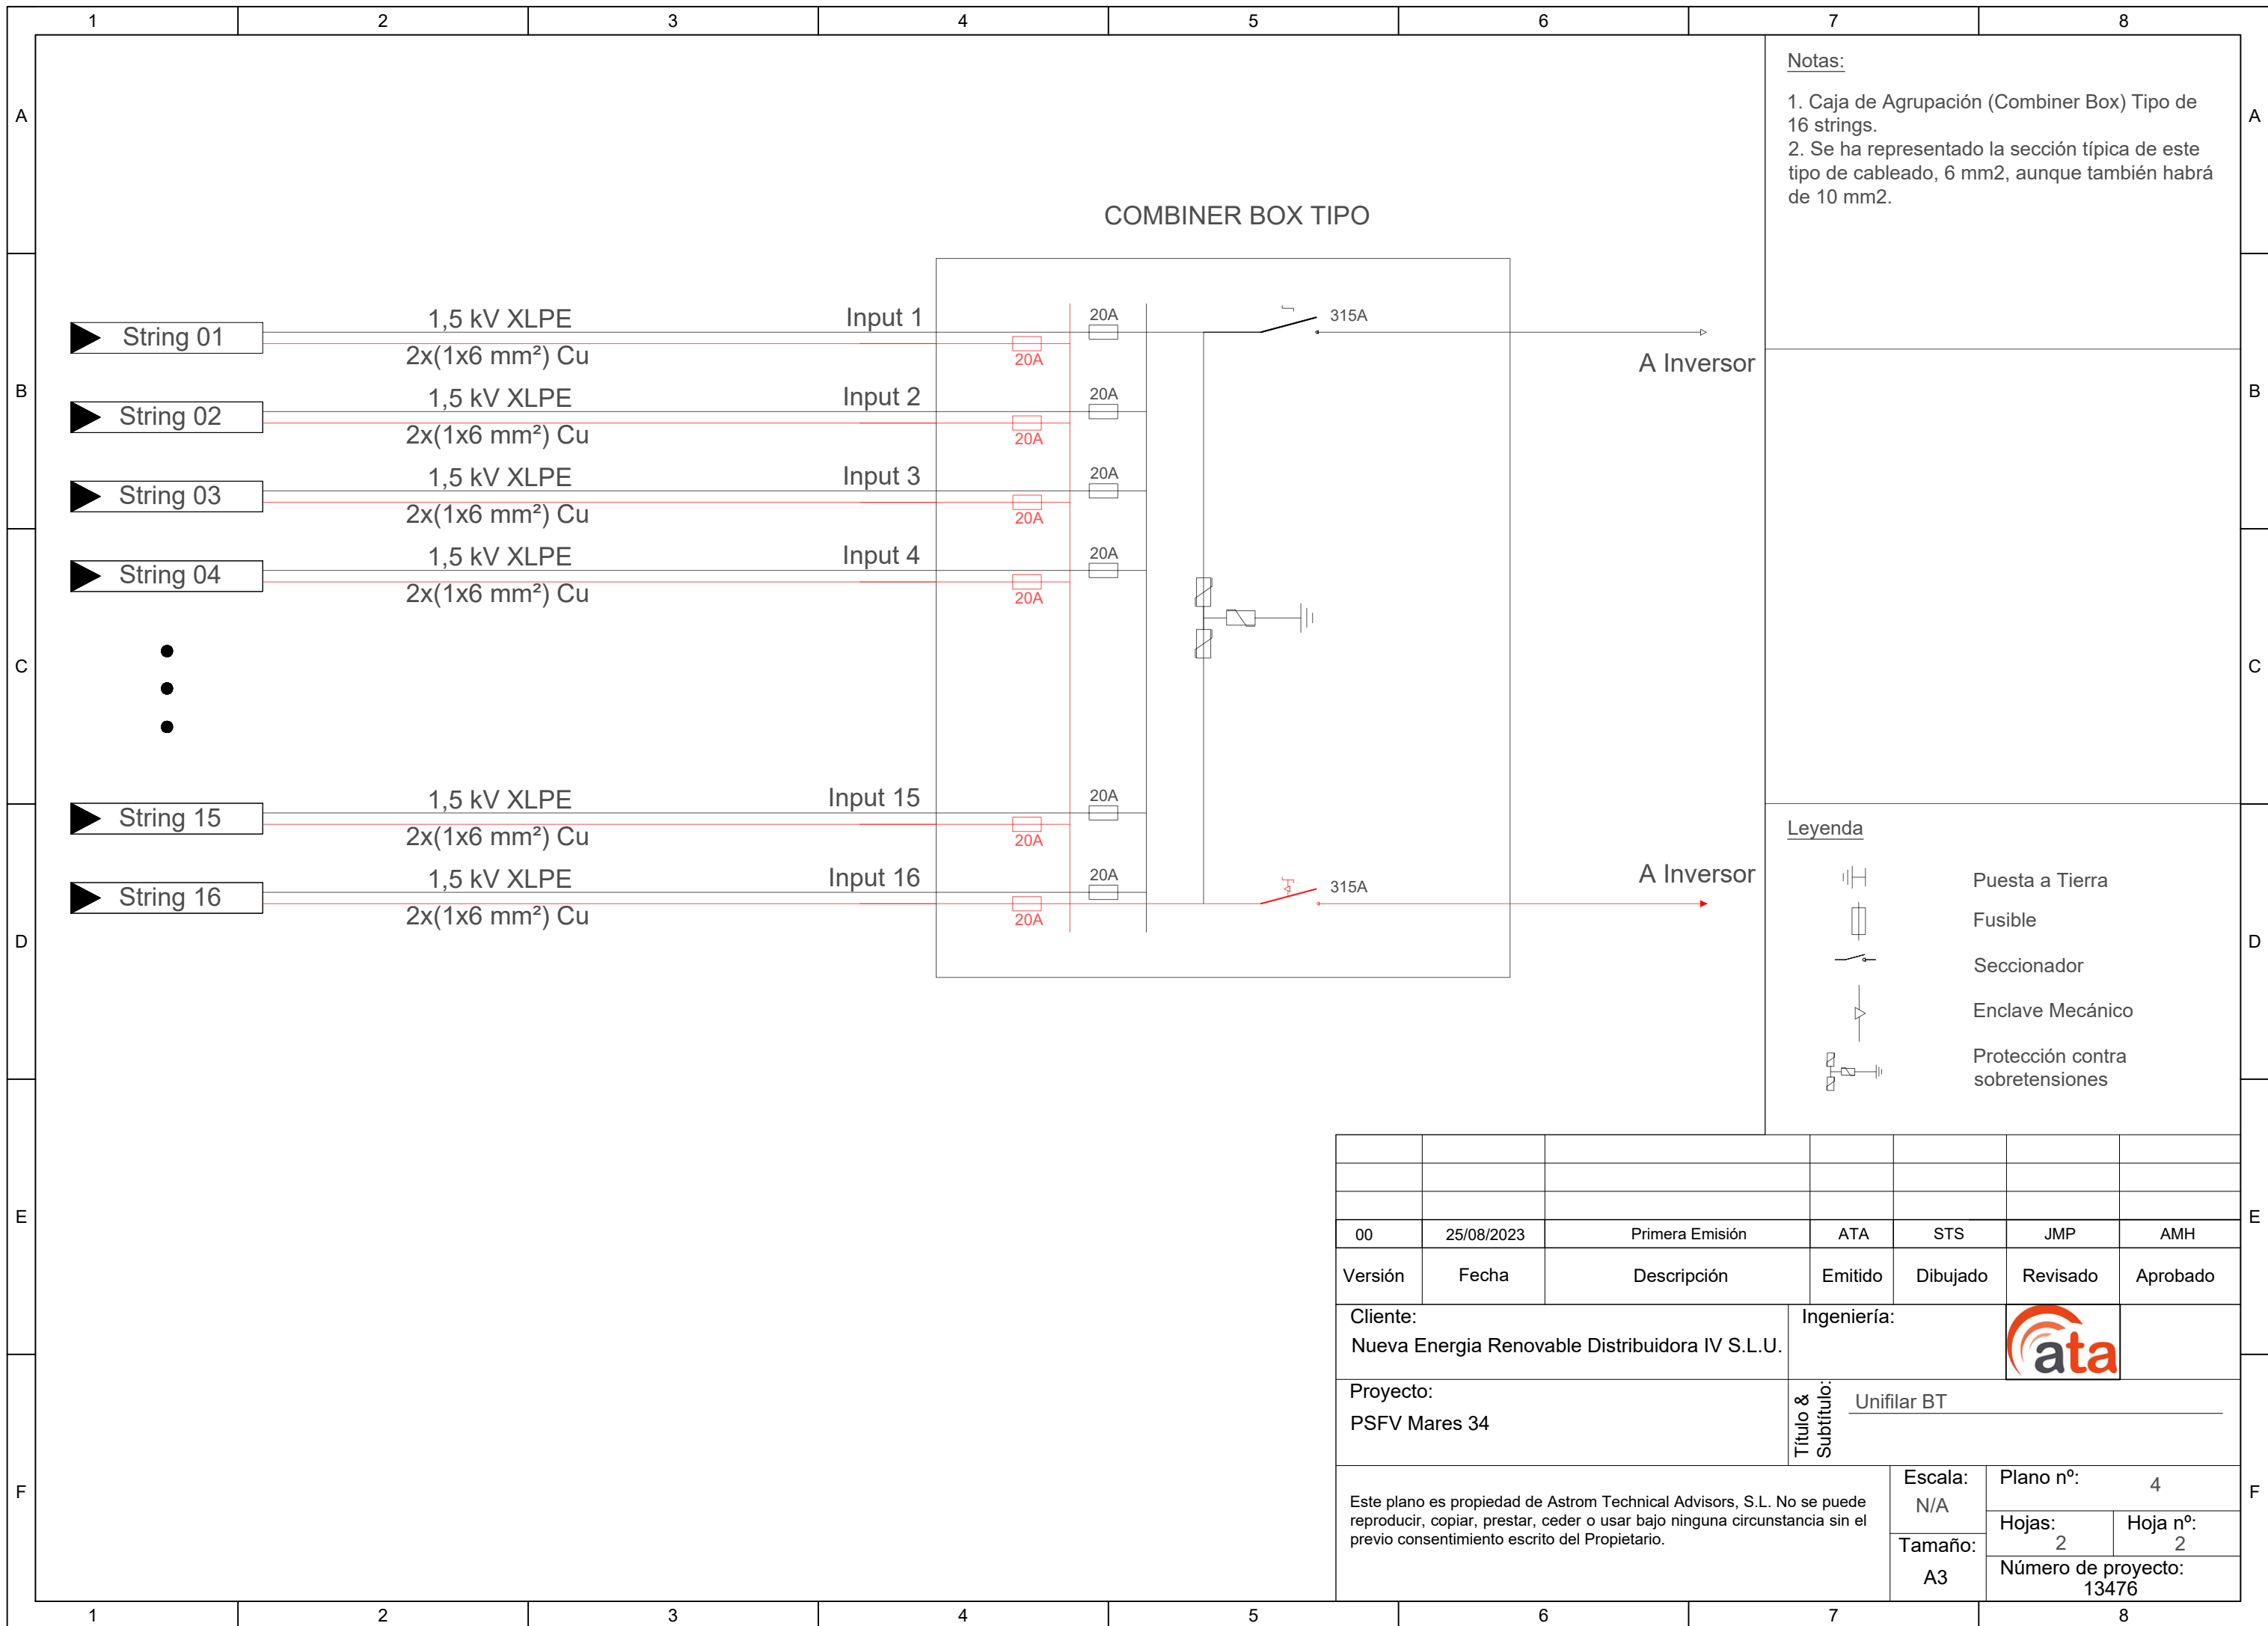 1 2 3 4 5 6 7 8
A
B
C
D
E
F
A
B
C
D
E
F
Notas:
1. Caja de Agrupación (Combiner Box) Tipo de
16 strings.
2. Se ha representado la sección típica de este
tipo de cableado, 6 mm2, aunque también habrá
de 10 mm2.
COMBINER BOX TIPO
String 01
1,5 kV XLPE
2x(1x6 mm²) Cu
Input 1
20A
20A
315A
A Inversor
String 02
1,5 kV XLPE
2x(1x6 mm²) Cu
Input 2
20A
20A
String 03
1,5 kV XLPE
2x(1x6 mm²) Cu
Input 3
20A
20A
String 04
1,5 kV XLPE
2x(1x6 mm²) Cu
Input 4
20A
20A
String 15
1,5 kV XLPE
2x(1x6 mm²) Cu
Input 15
20A
20A
String 16
1,5 kV XLPE
2x(1x6 mm²) Cu
Input 16
20A
20A
315A
A Inversor
Leyenda
Puesta a Tierra
Fusible
Seccionador
Enclave Mecánico
Protección contra
sobretensiones
00 25/08/2023 Primera Emisión ATA STS JMP AMH
Versión Fecha Descripción Emitido Dibujado Revisado Aprobado
Cliente:
Nueva Energia Renovable Distribuidora IV S.L.U.
Ingeniería:
ata
Proyecto:
PSFV Mares 34
Título &
Subtítulo:
Unifilar BT
Este plano es propiedad de Astrom Technical Advisors, S.L. No se puede
reproducir, copiar, prestar, ceder o usar bajo ninguna circunstancia sin el
previo consentimiento escrito del Propietario.
Escala:
N/A
Tamaño:
A3
Plano nº:
4
Hojas:
2
Hoja nº:
2
Número de proyecto:
13476
1 2 3 4 5 6 7 8